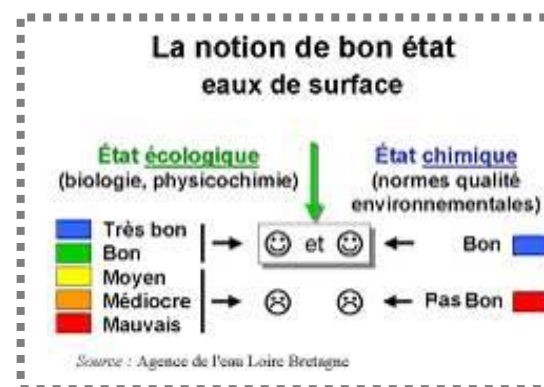 La notion de bon état
eaux de surface
État écologique
(biologie, physicochimie)
État chimique
(normes qualité
environnementales)
Très bon
Bon
Moyen
Médiocre
Mauvais
et
Bon
Pas Bon
Source : Agence de l'eau Loire Bretagne